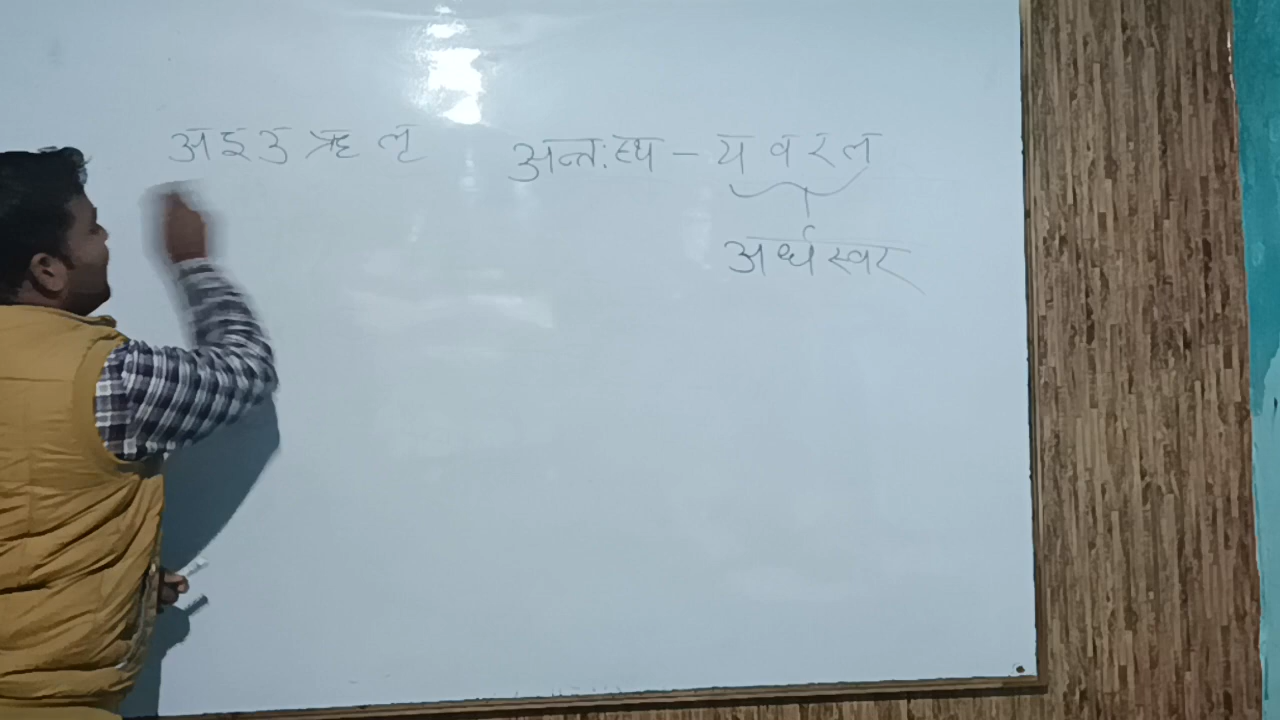 अ इ उ ऋ लृ अन्तःस्थ - य व र ल
अर्धस्वर